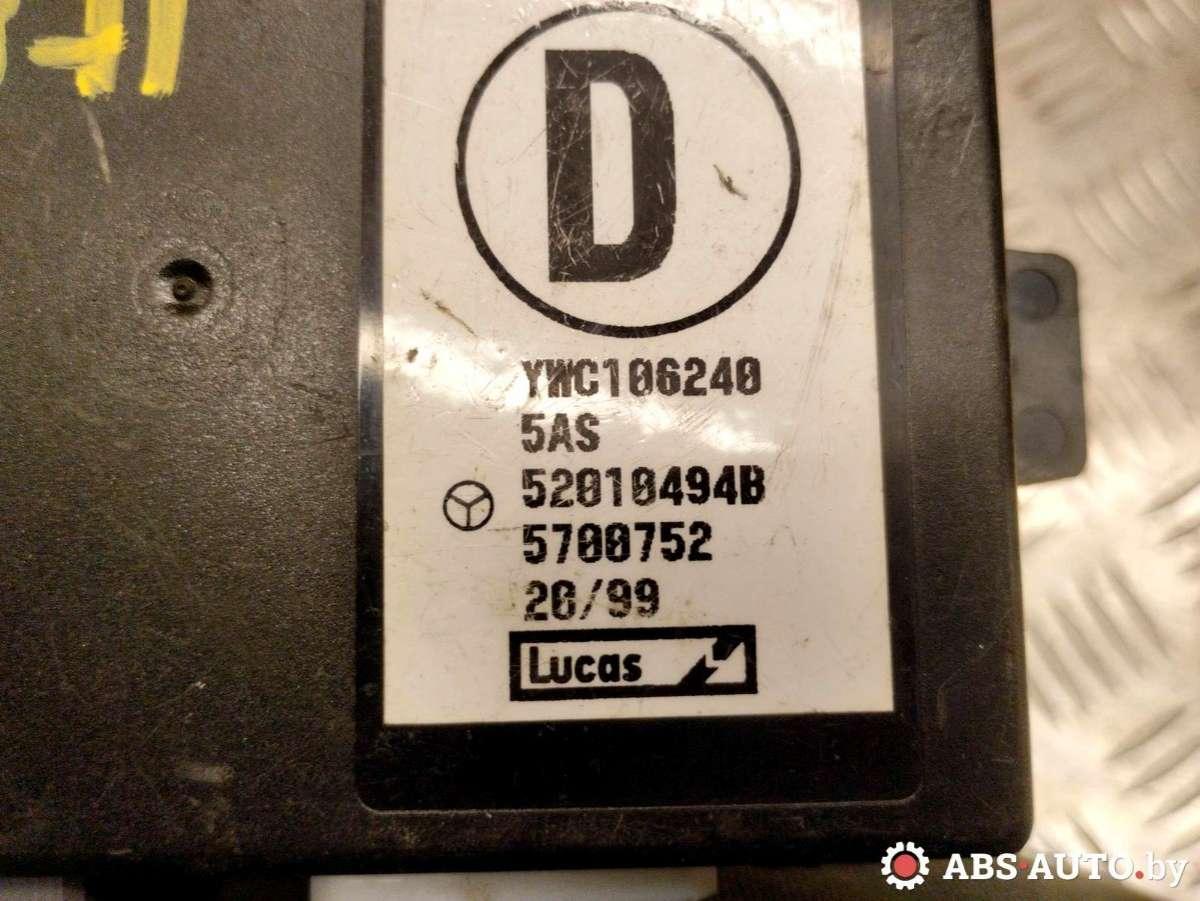 D
YWC106240
5AS
52010494B
5700752
20/99
Lucas
ABS-AUTO.by